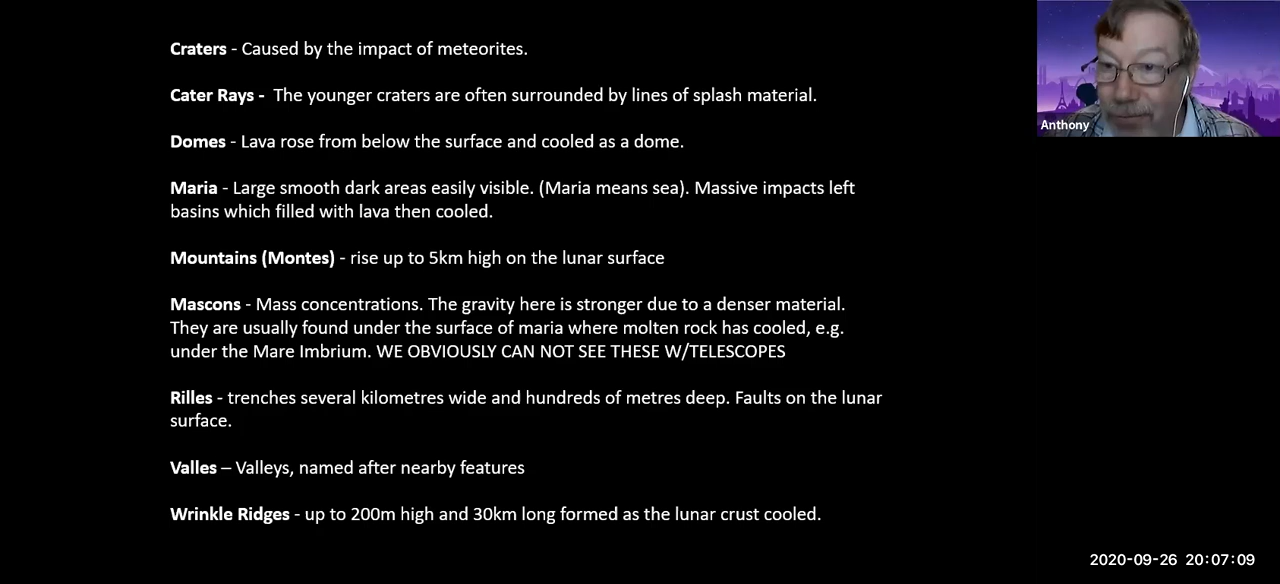 Craters - Caused by the impact of meteorites.
Cater Rays - The younger craters are often surrounded by lines of splash material.
Domes - Lava rose from below the surface and cooled as a dome.
Maria - Large smooth dark areas easily visible. (Maria means sea). Massive impacts left
basins which filled with lava then cooled.
Mountains (Montes) - rise up to 5km high on the lunar surface
Mascons - Mass concentrations. The gravity here is stronger due to a denser material.
They are usually found under the surface of maria where molten rock has cooled, e.g.
under the Mare Imbrium. WE OBVIOUSLY CAN NOT SEE THESE W/TELESCOPES
Rilles - trenches several kilometres wide and hundreds of metres deep. Faults on the lunar
surface.
Valles – Valleys, named after nearby features
Wrinkle Ridges - up to 200m high and 30km long formed as the lunar crust cooled.
Anthony
2020-09-26 20:07:09